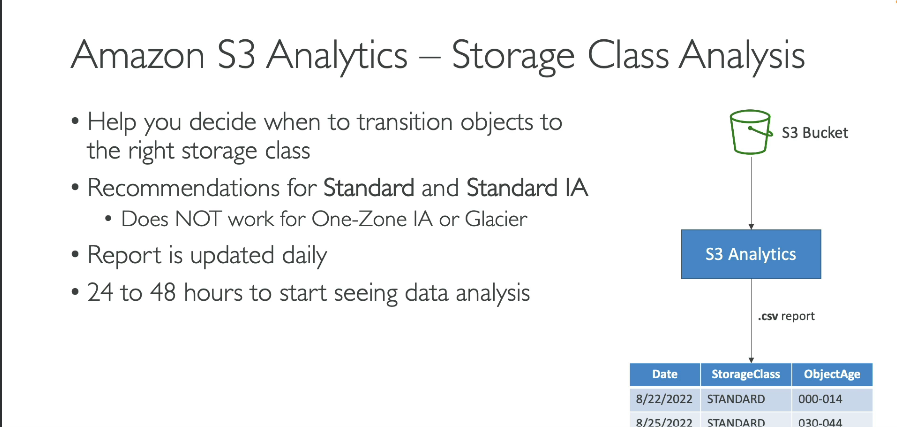 Amazon S3 Analytics – Storage Class Analysis
• Help you decide when to transition objects to
the right storage class
• Recommendations for Standard and Standard IA
• Does NOT work for One-Zone IA or Glacier
• Report is updated daily
• 24 to 48 hours to start seeing data analysis
S3 Bucket
S3 Analytics
.csv report
Date StorageClass ObjectAge
8/22/2022 STANDARD 000-014
8/25/2022 STANDARD 030-044